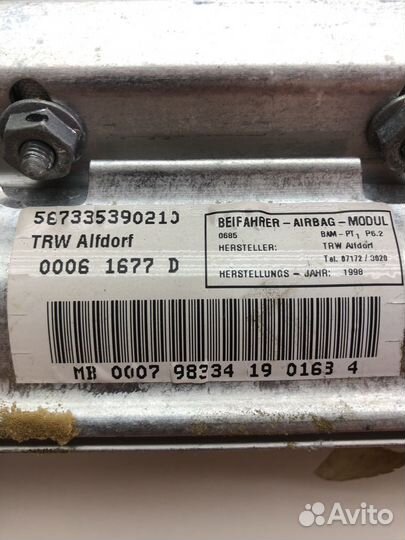 567335390210
TRW Alfdorf
0006 1677 D
BEIFAHRER-AIRBAG-MODUL
0685 BAM-PT1 P6.2
HERSTELLER: TRW Alfdorf
Tel. 07172 / 3020
HERSTELLUNGS - JAHR: 1998
MB 0007 98334 19 0163 4
Avito